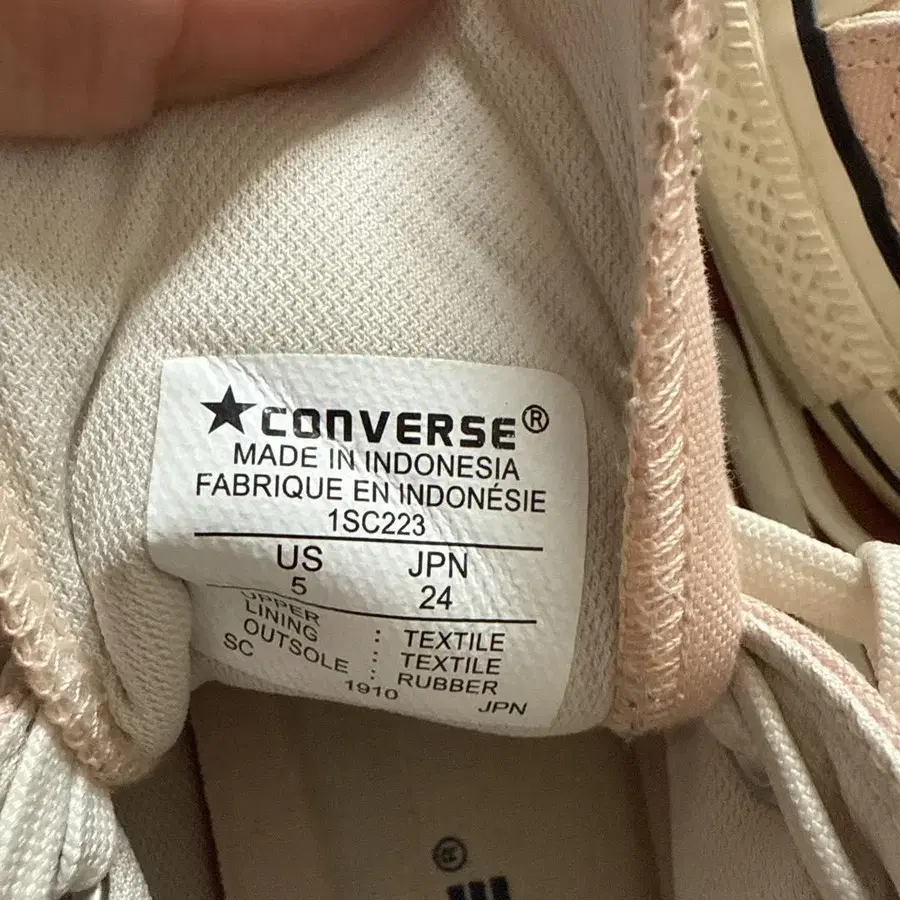 ★CONVERSE®
MADE IN INDONESIA
FABRIQUE EN INDONÉSIE
1SC223
US JPN
5 24
UPPER : TEXTILE
LINING : TEXTILE
OUTSOLE : RUBBER
SC 1910 JPN
®